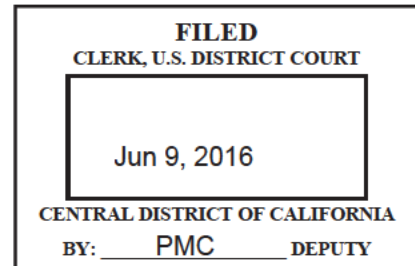 FILED
CLERK, U.S. DISTRICT COURT
Jun 9, 2016
CENTRAL DISTRICT OF CALIFORNIA
BY: PMC DEPUTY